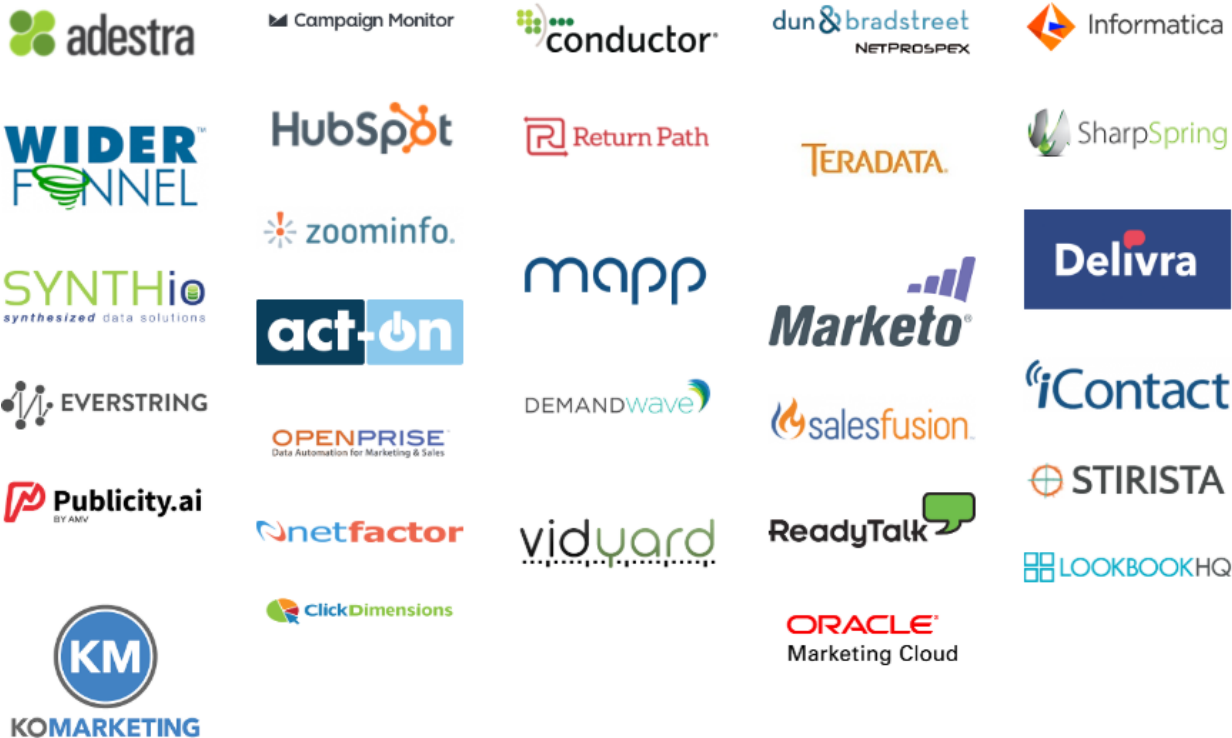 adestra
WIDER™
FUNNEL
SYNTHio
synthesized data solutions
EVERSTRING
Publicity.ai
BY AMV
KM
KOMARKETING
Campaign Monitor
HubSpot
zoominfo.
act-on
OPENPRISE
Data Automation for Marketing & Sales
netfactor
ClickDimensions
conductor®
Return Path
mapp
DEMANDWAVE
vidyard
dun & bradstreet
NETPROSPEX
TERADATA.
Marketo®
salesfusion
ReadyTalk
ORACLE®
Marketing Cloud
Informatica
SharpSpring
Delivra
iContact
STIRISTA
LOOKBOOKHQ